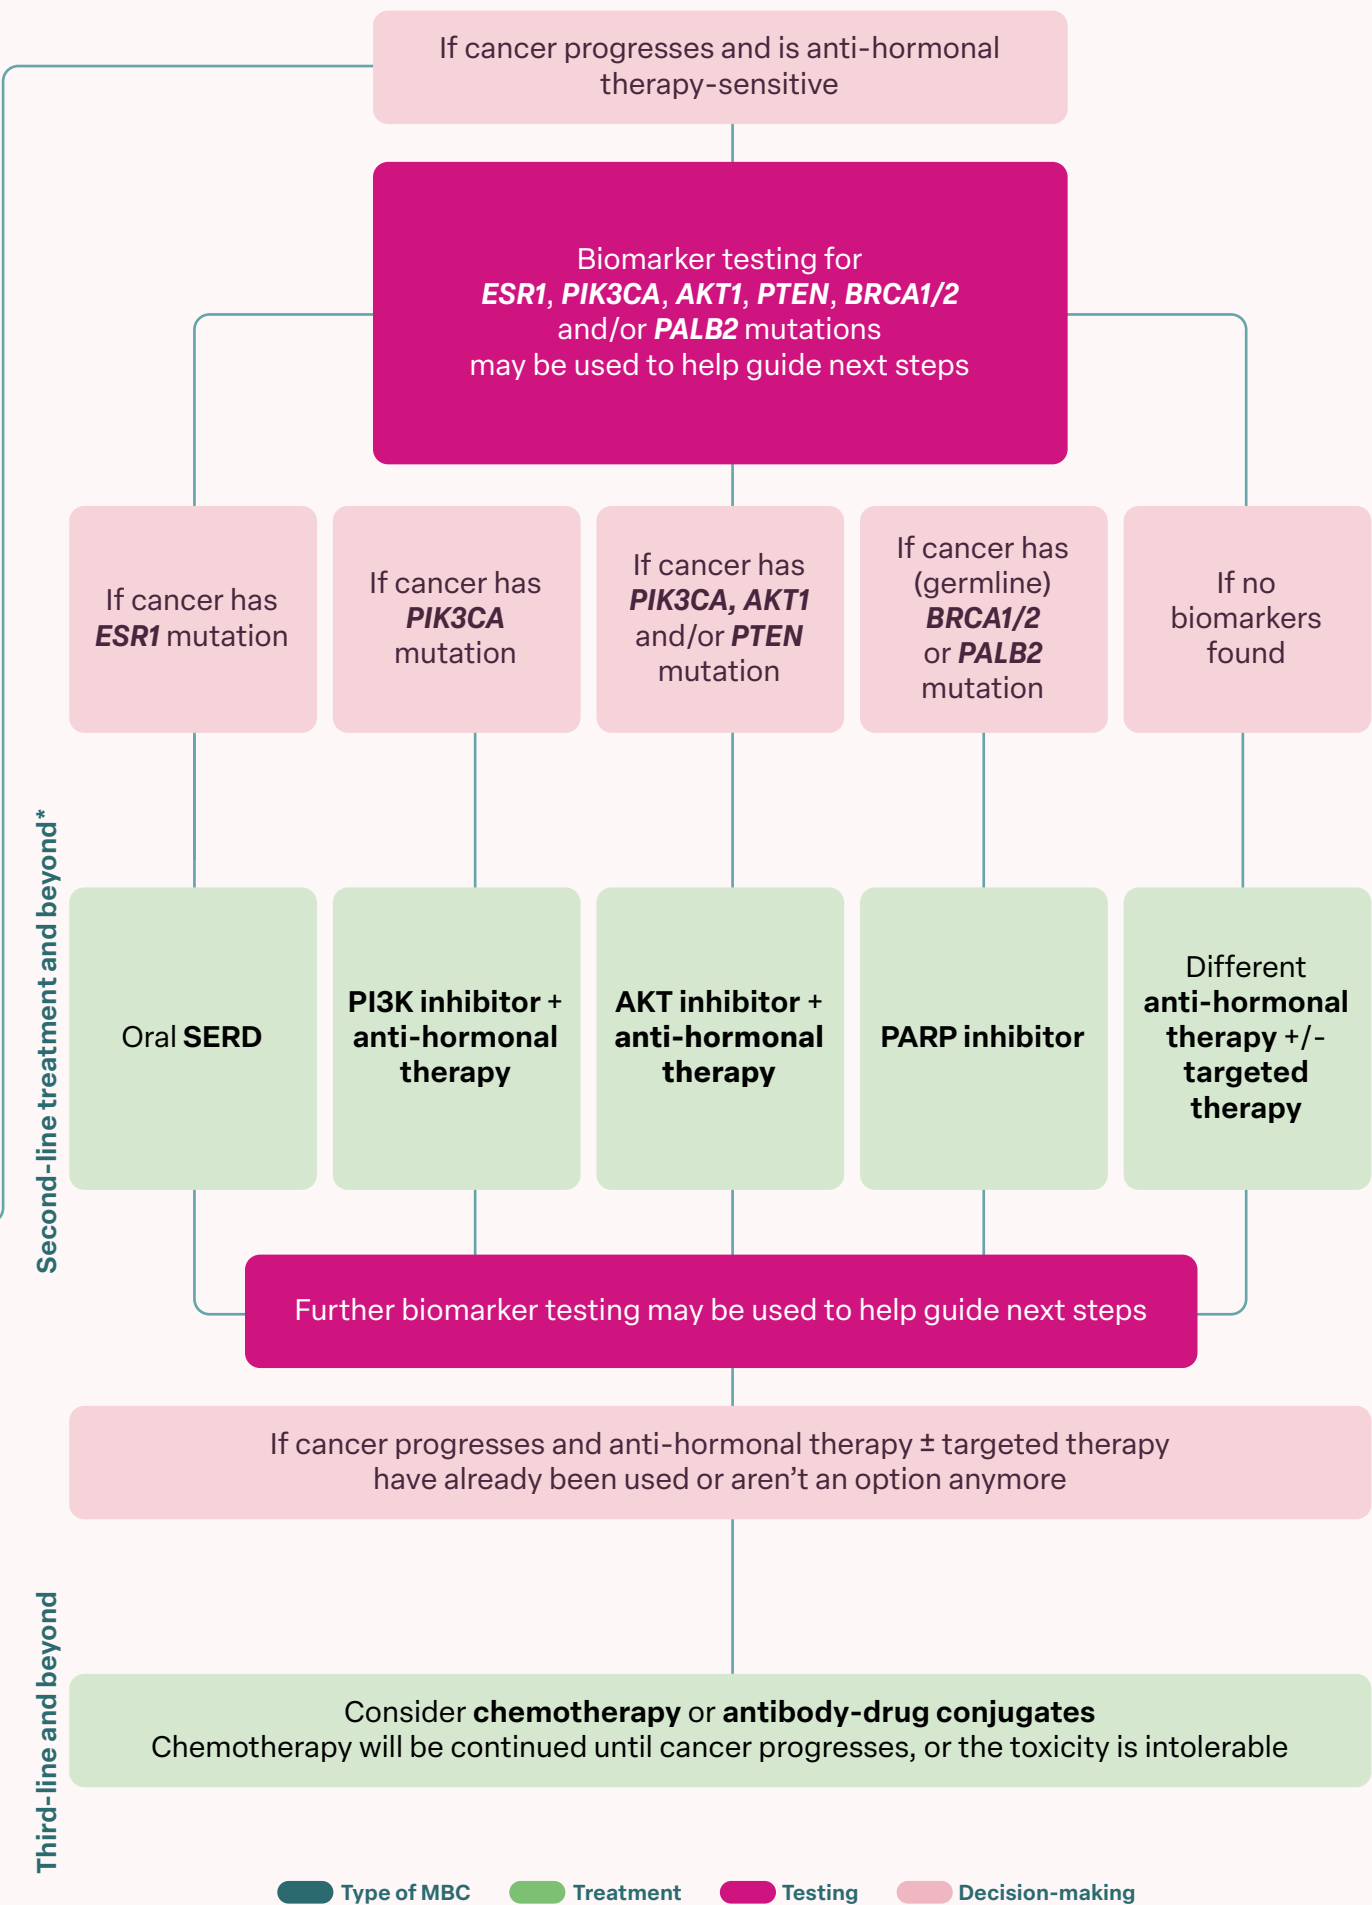 If cancer progresses and is anti-hormonal
therapy-sensitive
Biomarker testing for
ESR1, PIK3CA, AKT1, PTEN, BRCA1/2
and/or PALB2 mutations
may be used to help guide next steps
If cancer has
ESR1 mutation
If cancer has
PIK3CA
mutation
If cancer has
PIK3CA, AKT1
and/or PTEN
mutation
If cancer has
(germline)
BRCA1/2
or PALB2
mutation
If no
biomarkers
found
Second-line treatment and beyond*
Oral SERD
PI3K inhibitor +
anti-hormonal
therapy
AKT inhibitor +
anti-hormonal
therapy
PARP inhibitor
Different
anti-hormonal
therapy +/-
targeted
therapy
Further biomarker testing may be used to help guide next steps
If cancer progresses and anti-hormonal therapy ± targeted therapy
have already been used or aren't an option anymore
Third-line and beyond
Consider chemotherapy or antibody-drug conjugates
Chemotherapy will be continued until cancer progresses, or the toxicity is intolerable
Type of MBC
Treatment
Testing
Decision-making